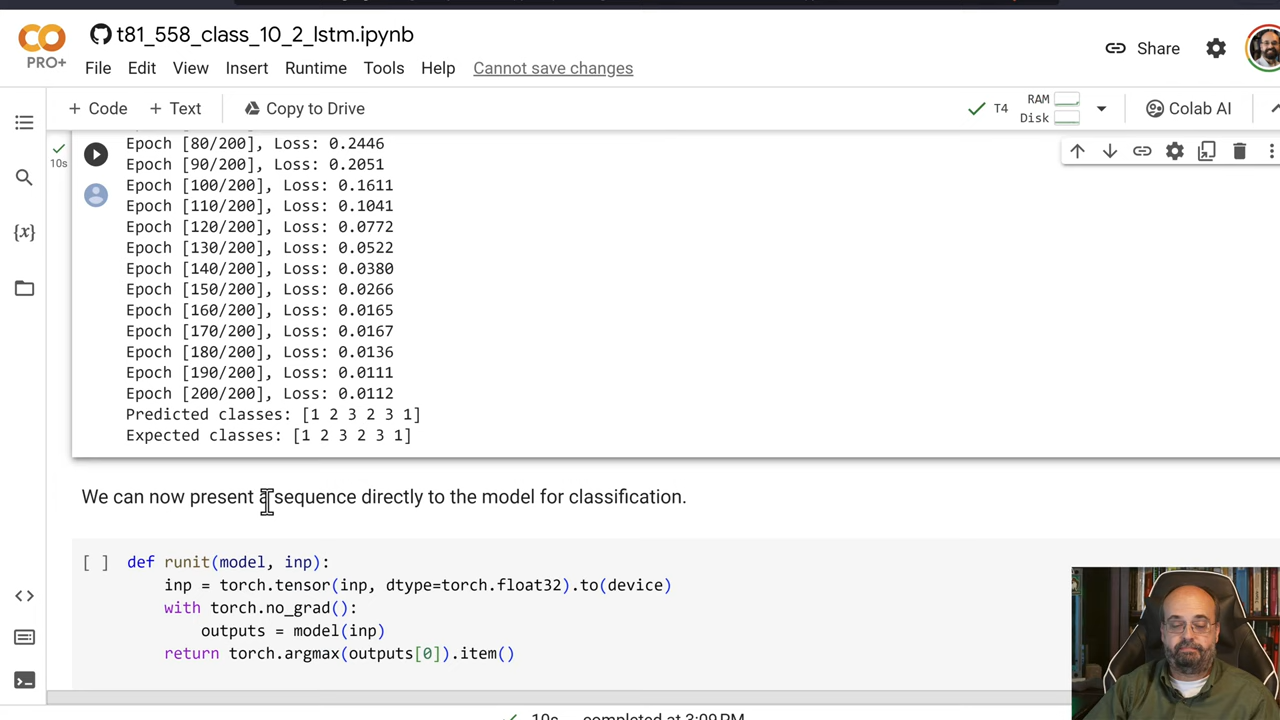 t81_558_class_10_2_lstm.ipynb
PRO+
File Edit View Insert Runtime Tools Help Cannot save changes
Share
+ Code + Text Copy to Drive
T4 RAM Disk
Colab AI
10s
Epoch [80/200], Loss: 0.2446
Epoch [90/200], Loss: 0.2051
Epoch [100/200], Loss: 0.1611
Epoch [110/200], Loss: 0.1041
Epoch [120/200], Loss: 0.0772
Epoch [130/200], Loss: 0.0522
Epoch [140/200], Loss: 0.0380
Epoch [150/200], Loss: 0.0266
Epoch [160/200], Loss: 0.0165
Epoch [170/200], Loss: 0.0167
Epoch [180/200], Loss: 0.0136
Epoch [190/200], Loss: 0.0111
Epoch [200/200], Loss: 0.0112
Predicted classes: [1 2 3 2 3 1]
Expected classes: [1 2 3 2 3 1]
We can now present a sequence directly to the model for classification.
[ ] def runit(model, inp):
inp = torch.tensor(inp, dtype=torch.float32).to(device)
with torch.no_grad():
outputs = model(inp)
return torch.argmax(outputs[0]).item()
10s completed at 3:09 PM